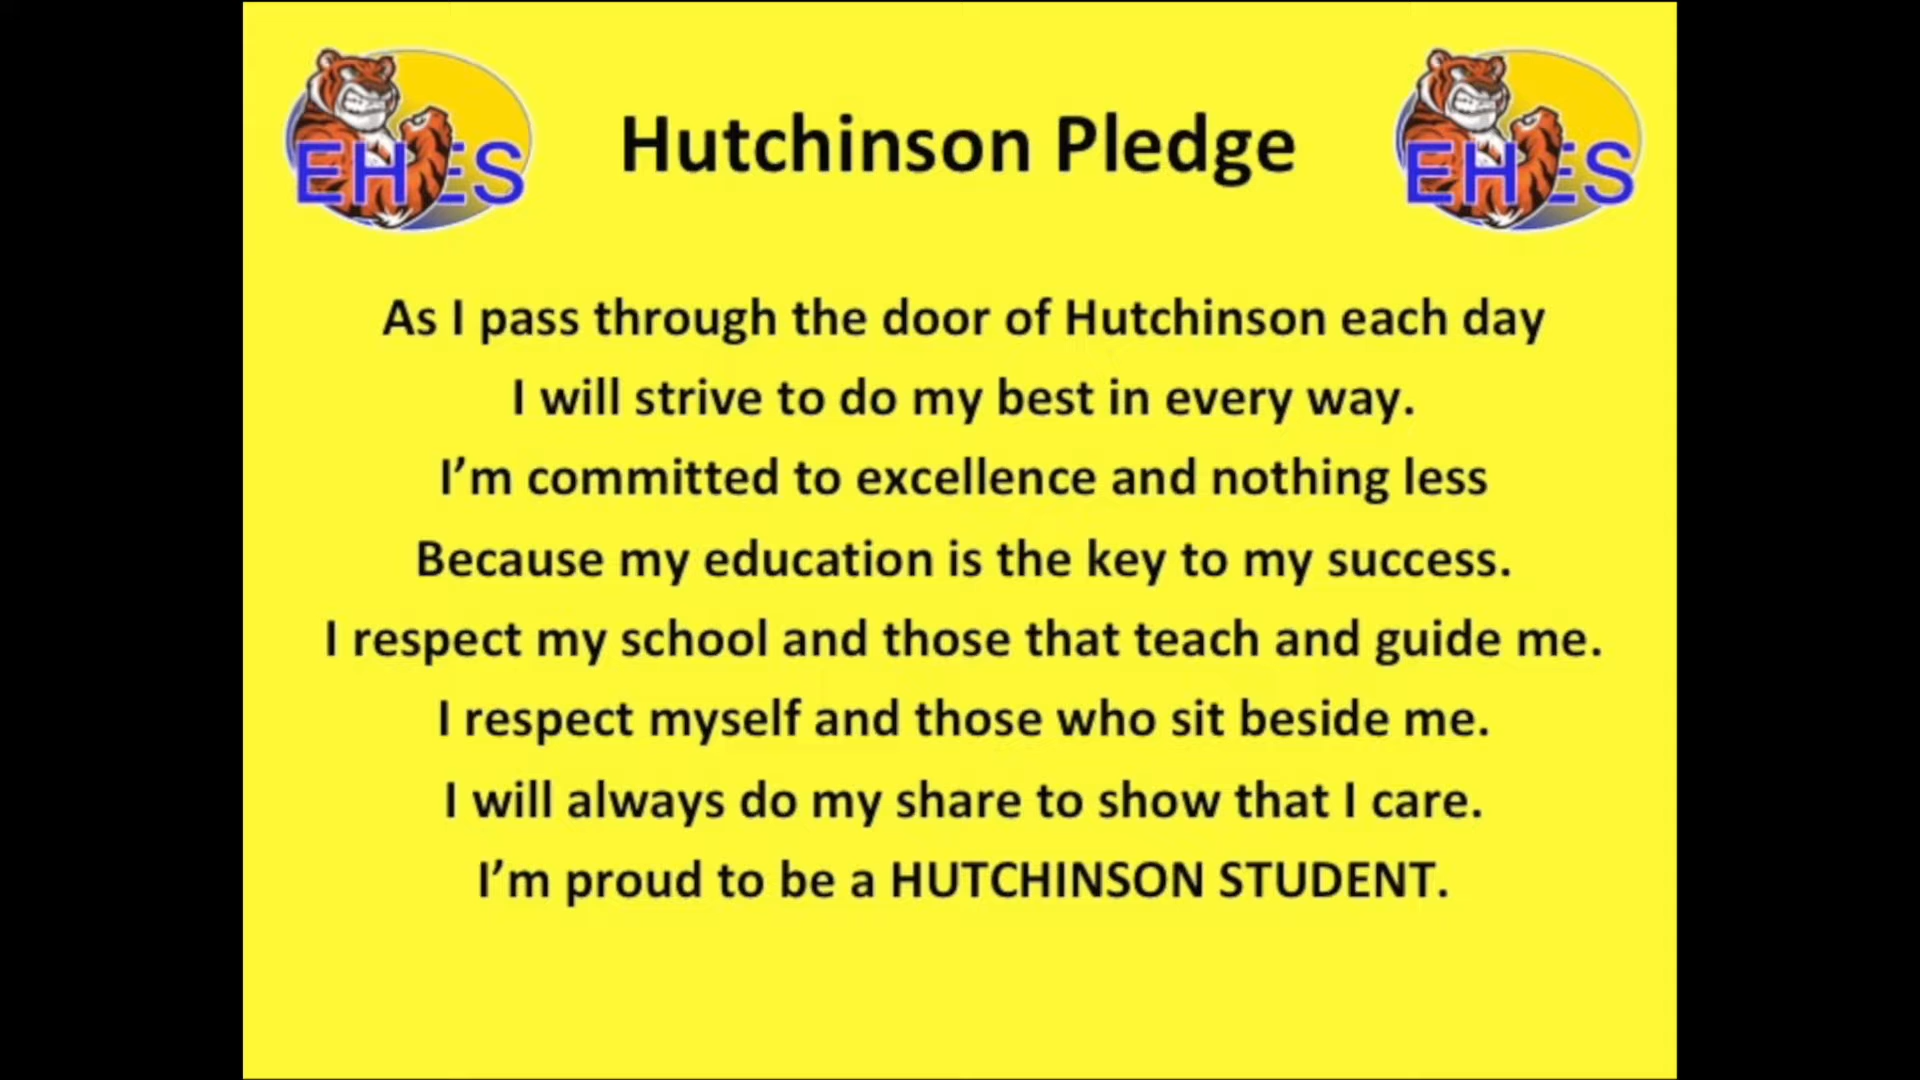 EHES
Hutchinson Pledge
EHES
As I pass through the door of Hutchinson each day
I will strive to do my best in every way.
I’m committed to excellence and nothing less
Because my education is the key to my success.
I respect my school and those that teach and guide me.
I respect myself and those who sit beside me.
I will always do my share to show that I care.
I’m proud to be a HUTCHINSON STUDENT.